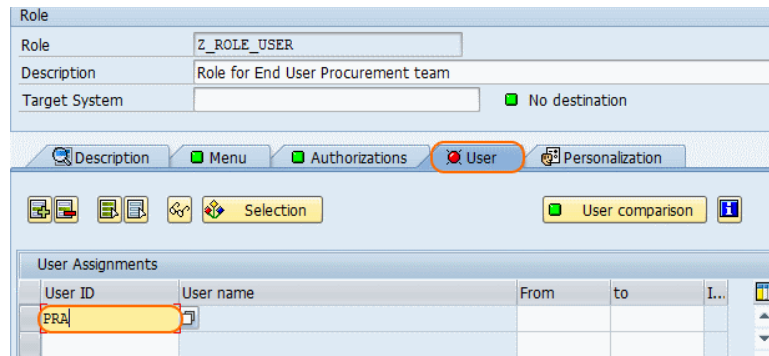 Role
Role Z_ROLE_USER
Description Role for End User Procurement team
Target System No destination
Description Menu Authorizations User Personalization
Selection User comparison
User Assignments
User ID User name From to I...
PRA